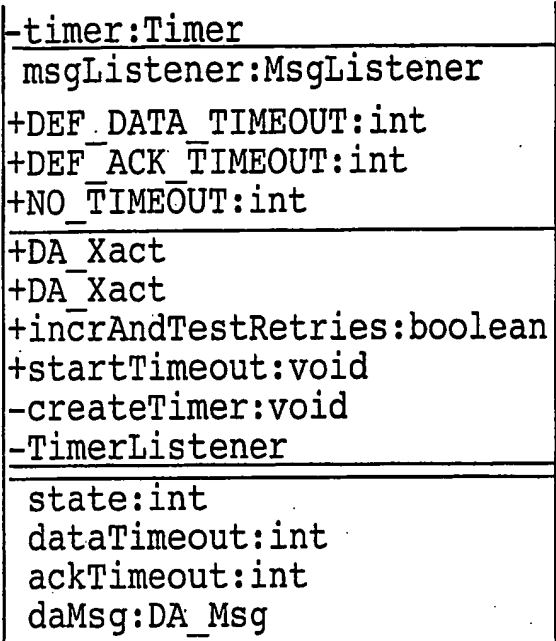 -timer:Timer
msgListener:MsgListener
+DEF_DATA_TIMEOUT:int
+DEF_ACK_TIMEOUT:int
+NO_TIMEOUT:int
+DA_Xact
+DA_Xact
+incrAndTestRetries:boolean
+startTimeout:void
-createTimer:void
-TimerListener
state:int
dataTimeout:int
ackTimeout:int
daMsg:DA_Msg